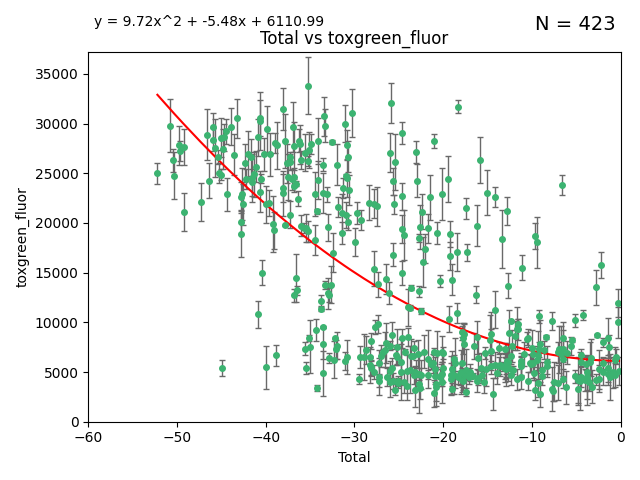 y = 9.72x^2 + -5.48x + 6110.99
N = 423
Total vs toxgreen_fluor
35000
30000
25000
20000
15000
10000
5000
0
toxgreen_fluor
−60 −50 −40 −30 −20 −10 0
Total